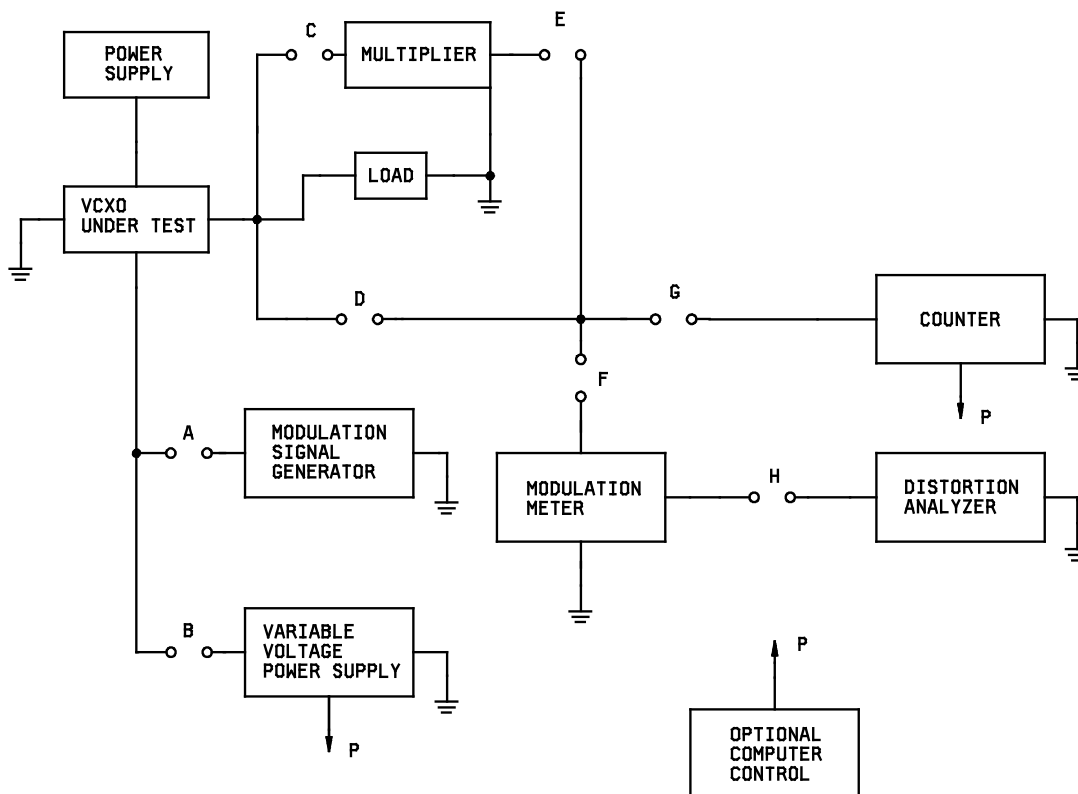 E
C
POWER
SUPPLY
MULTIPLIER
LOAD
VCXO
UNDER TEST
D
G
COUNTER
F
P
A
MODULATION
SIGNAL
GENERATOR
H
MODULATION
METER
DISTORTION
ANALYZER
B
VARIABLE
VOLTAGE
POWER SUPPLY
P
P
OPTIONAL
COMPUTER
CONTROL